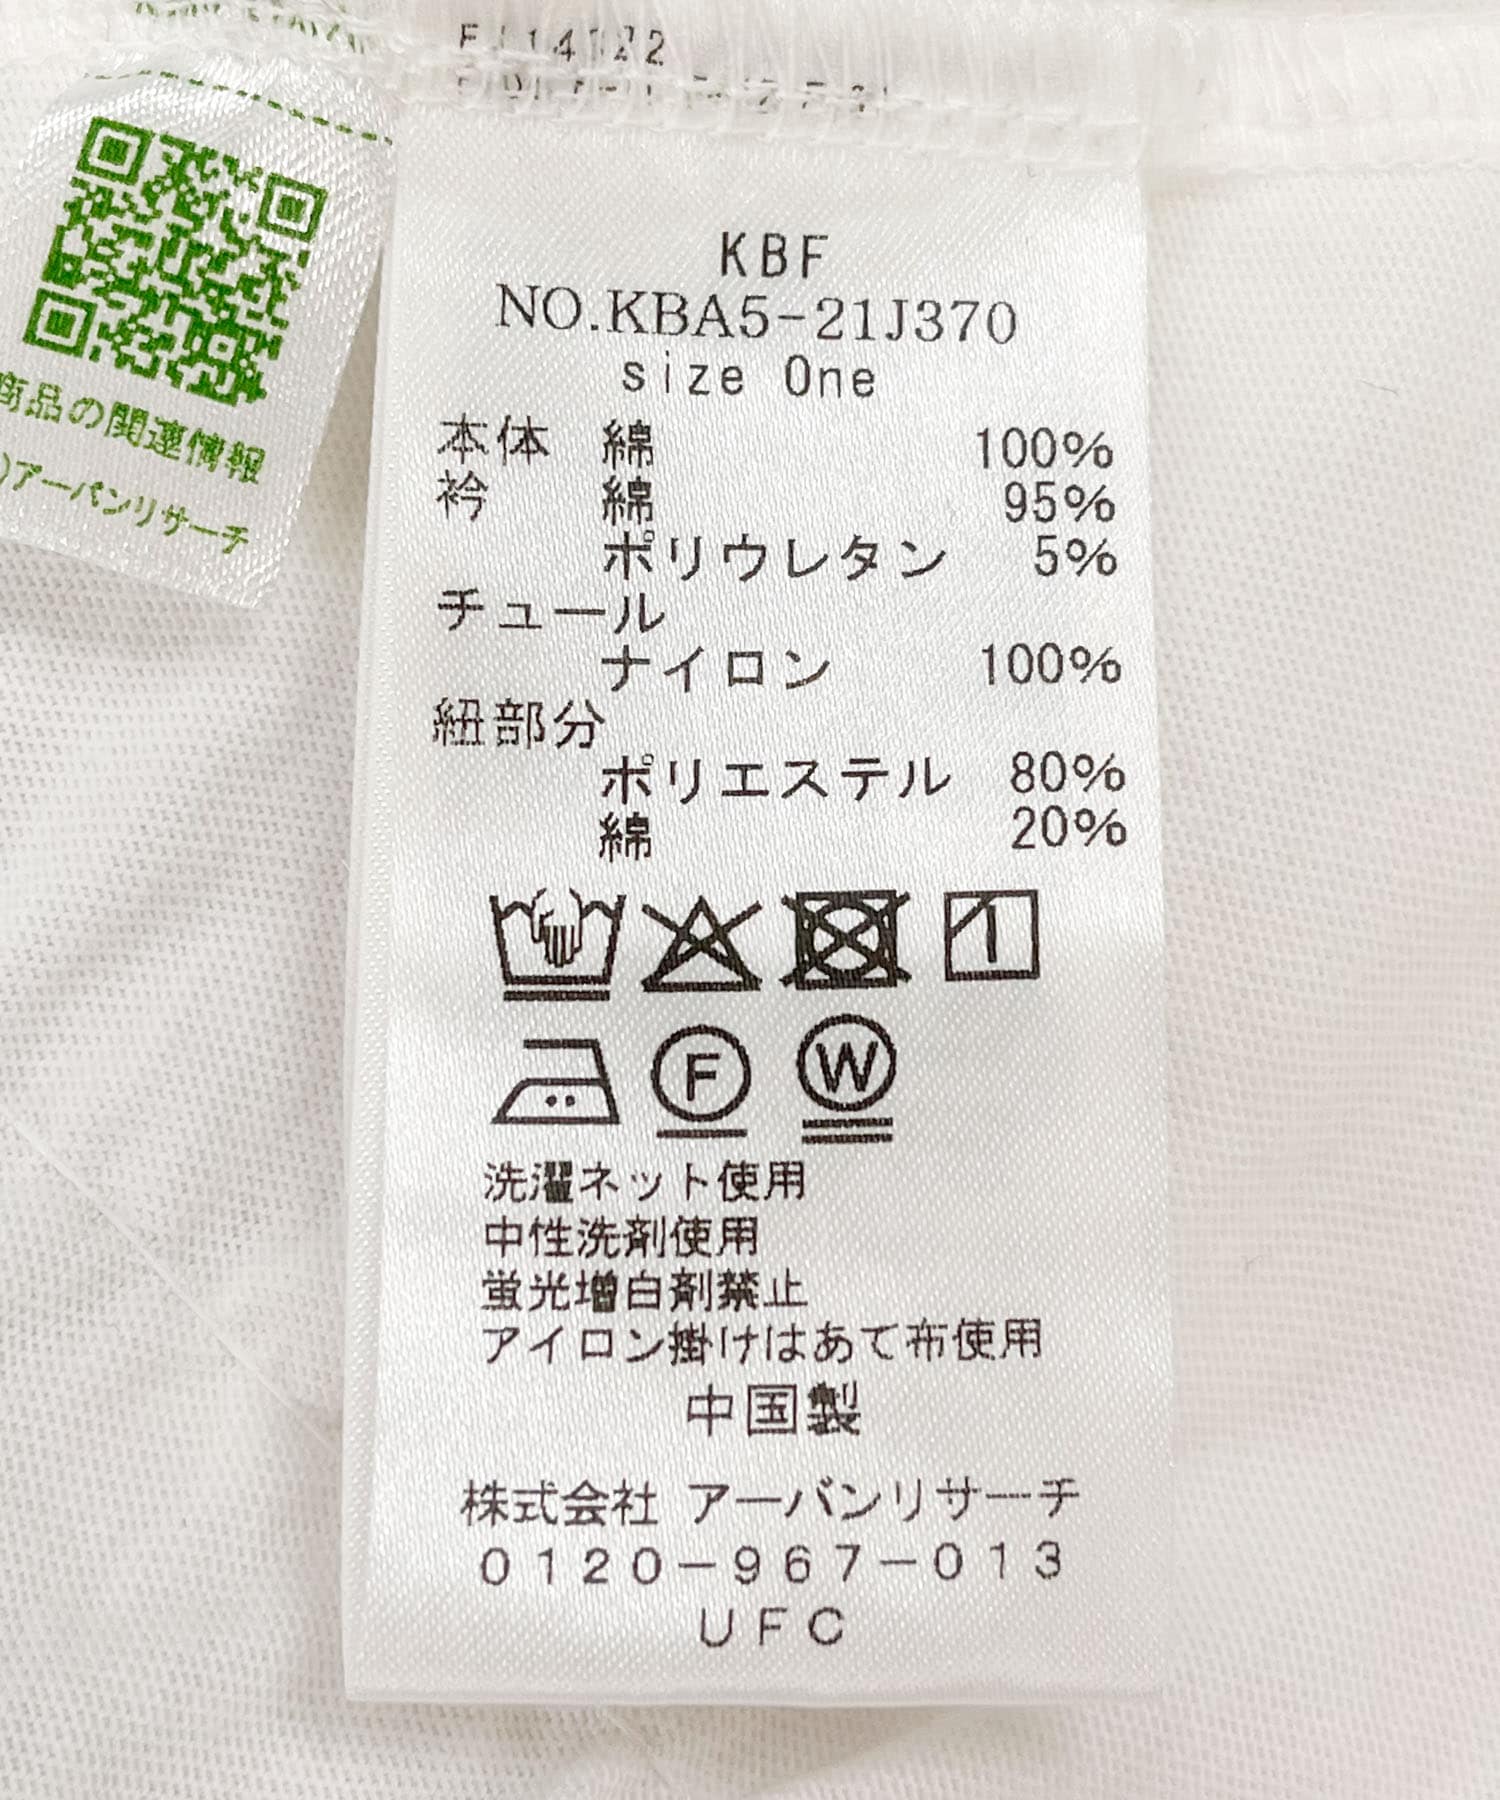 KBF
NO.KBA5-21J370
size One
本体 綿 100%
衿 綿 95%
ポリウレタン 5%
チュール
ナイロン 100%
紐部分
ポリエステル 80%
綿 20%
F
W
洗濯ネット使用
中性洗剤使用
蛍光増白剤禁止
アイロン掛けはあて布使用
中国製
株式会社 アーバンリサーチ
0120-967-013
UFC
商品の関連情報
)アーバンリサーチ